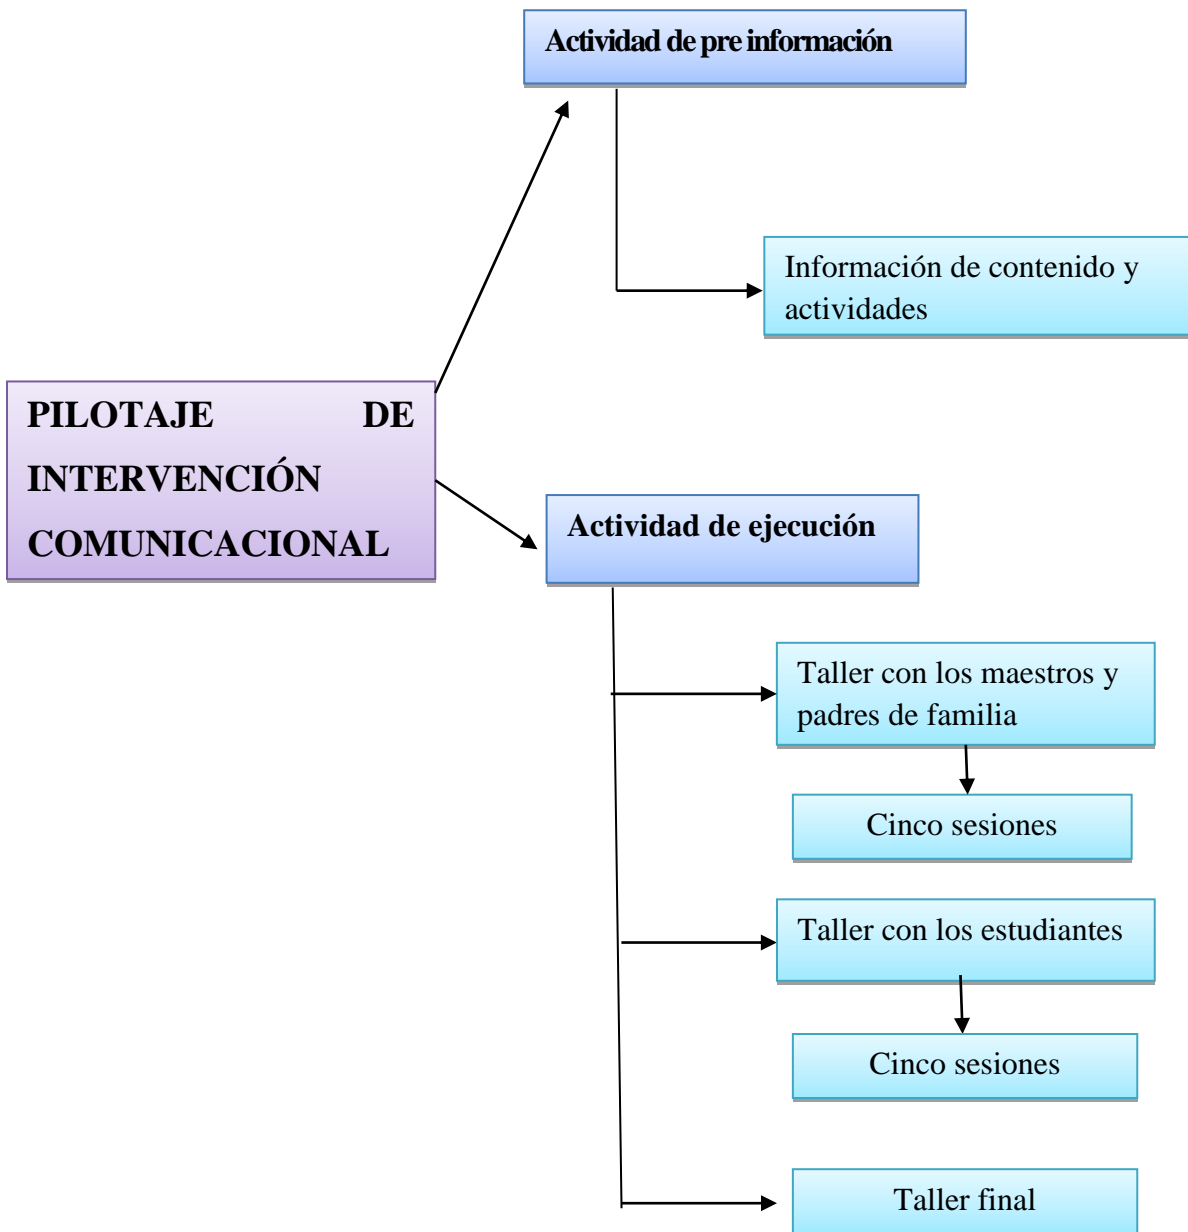 Actividad de pre información
Información de contenido y
actividades
PILOTAJE DE
INTERVENCIÓN
COMUNICACIONAL
Actividad de ejecución
Taller con los maestros y
padres de familia
Cinco sesiones
Taller con los estudiantes
Cinco sesiones
Taller final